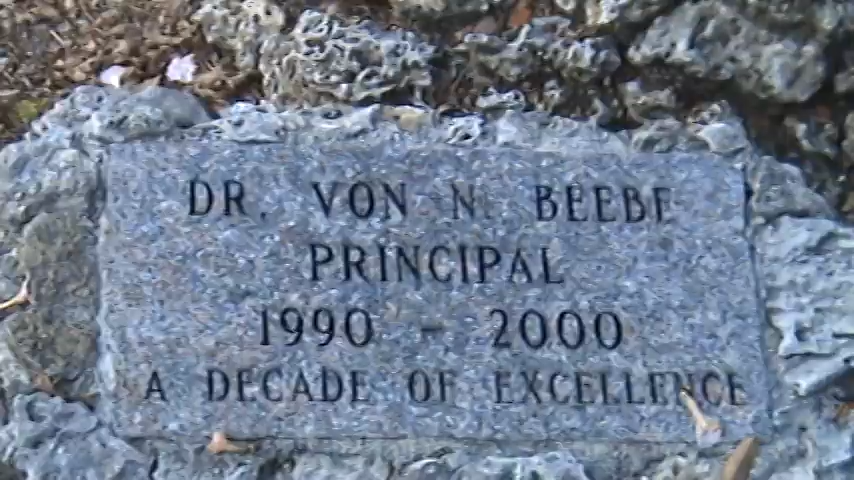 DR. VON N. BEEBE
PRINCIPAL
1990 - 2000
A DECADE OF EXCELLENCE